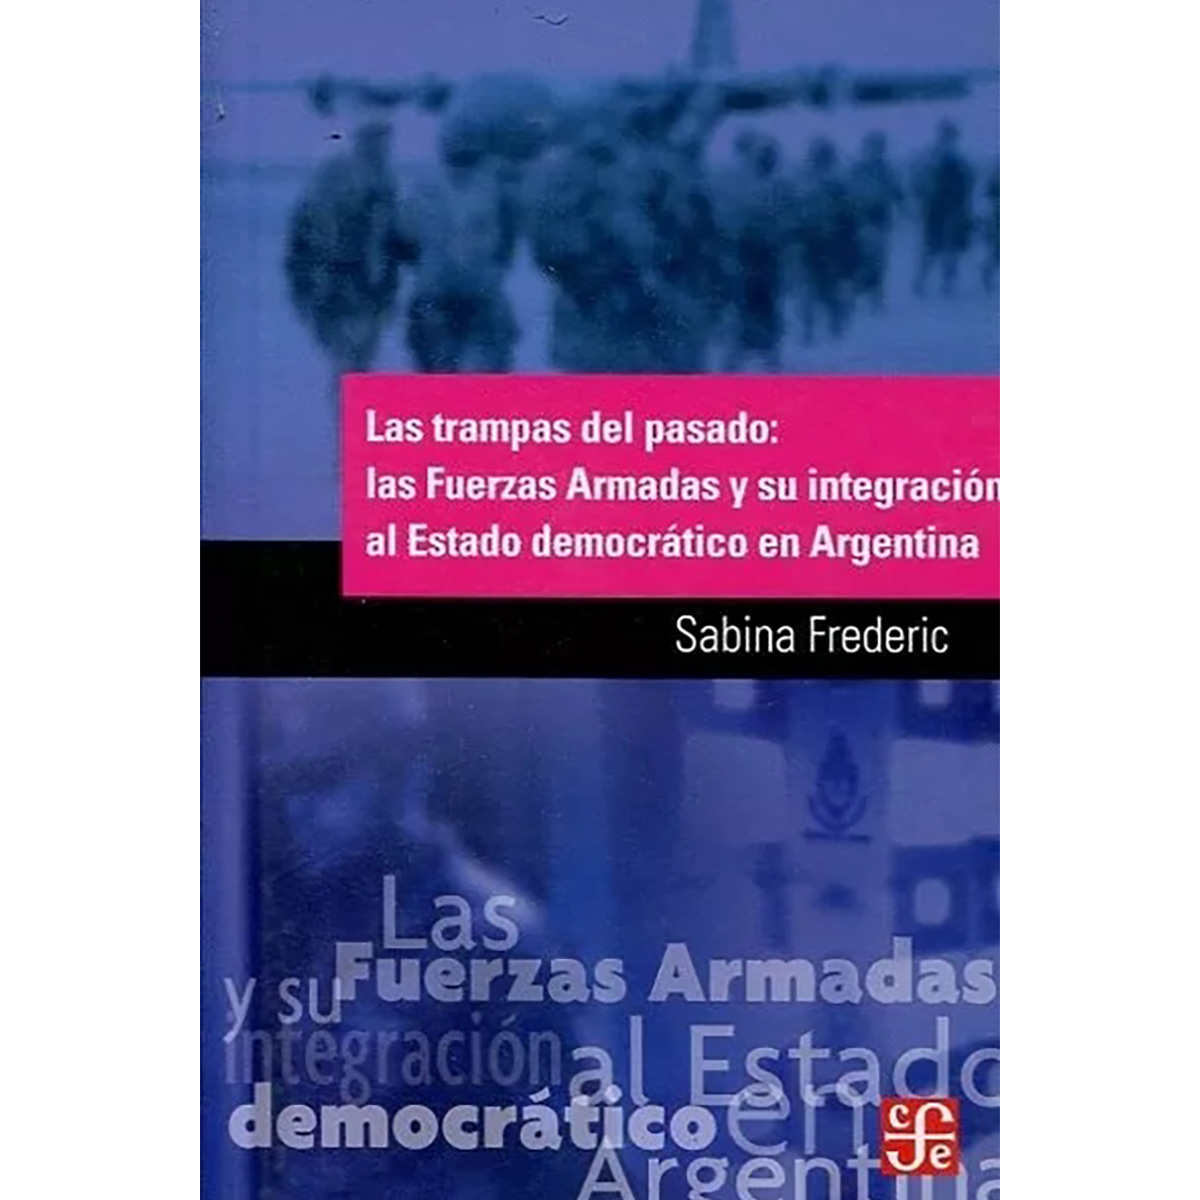 Las trampas del pasado:
las Fuerzas Armadas y su integración
al Estado democrático en Argentina
Sabina Frederic
Las
Fuerzas Armadas
y su
integración al Estado
democrático en
Argentina
cfe